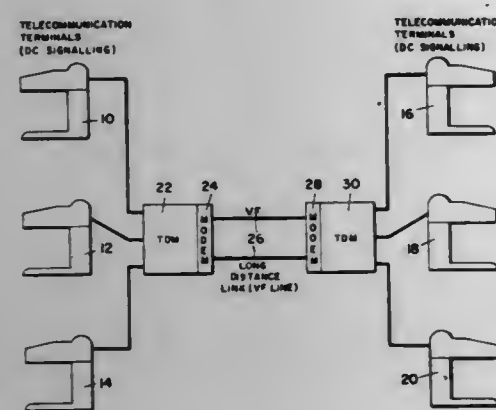 TELECOMMUNICATION
TERMINALS
(DC SIGNALLING)
TELECOMMUNICATION
TERMINALS
(DC SIGNALLING)
10
16
22
24
28
30
TDM
MODEM
VF
26
LONG
DISTANCE
LINK (VF LINE)
MODEM
TDM
12
18
14
20